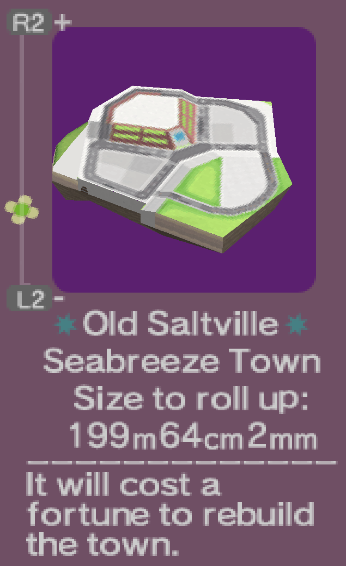 R2 +
L2 -
Old Saltville
Seabreeze Town
Size to roll up:
199m64cm2mm
It will cost a
fortune to rebuild
the town.